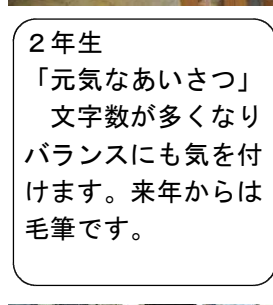 ２年生
「元気なあいさつ」
　文字数が多くなり
バランスにも気を付
けます。来年からは
毛筆です。